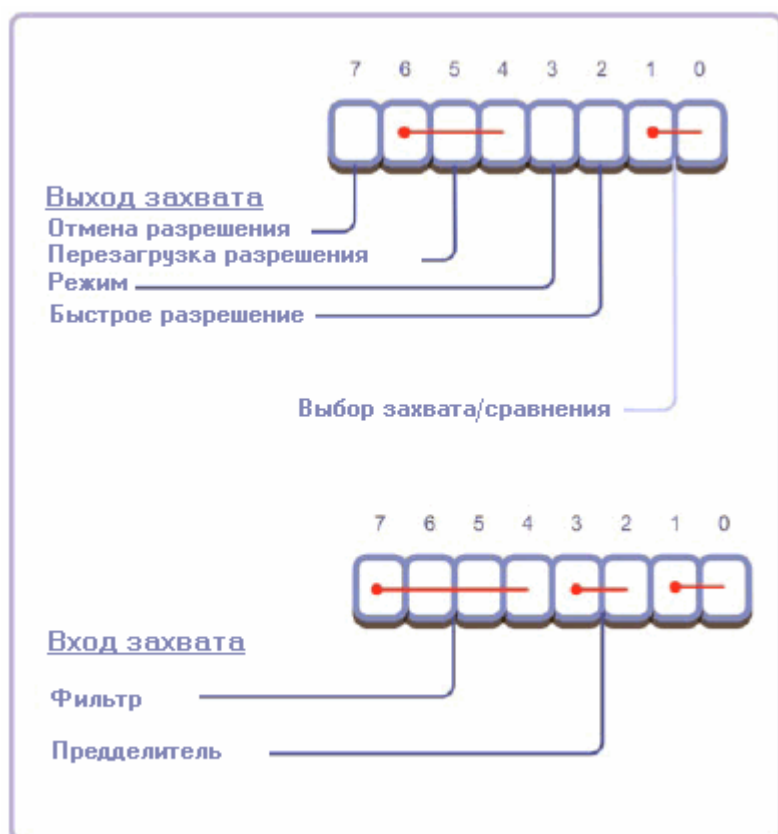 7 6 5 4 3 2 1 0
Выход захвата
Отмена разрешения
Перезагрузка разрешения
Режим
Быстрое разрешение
Выбор захвата/сравнения
7 6 5 4 3 2 1 0
Вход захвата
Фильтр
Предделитель